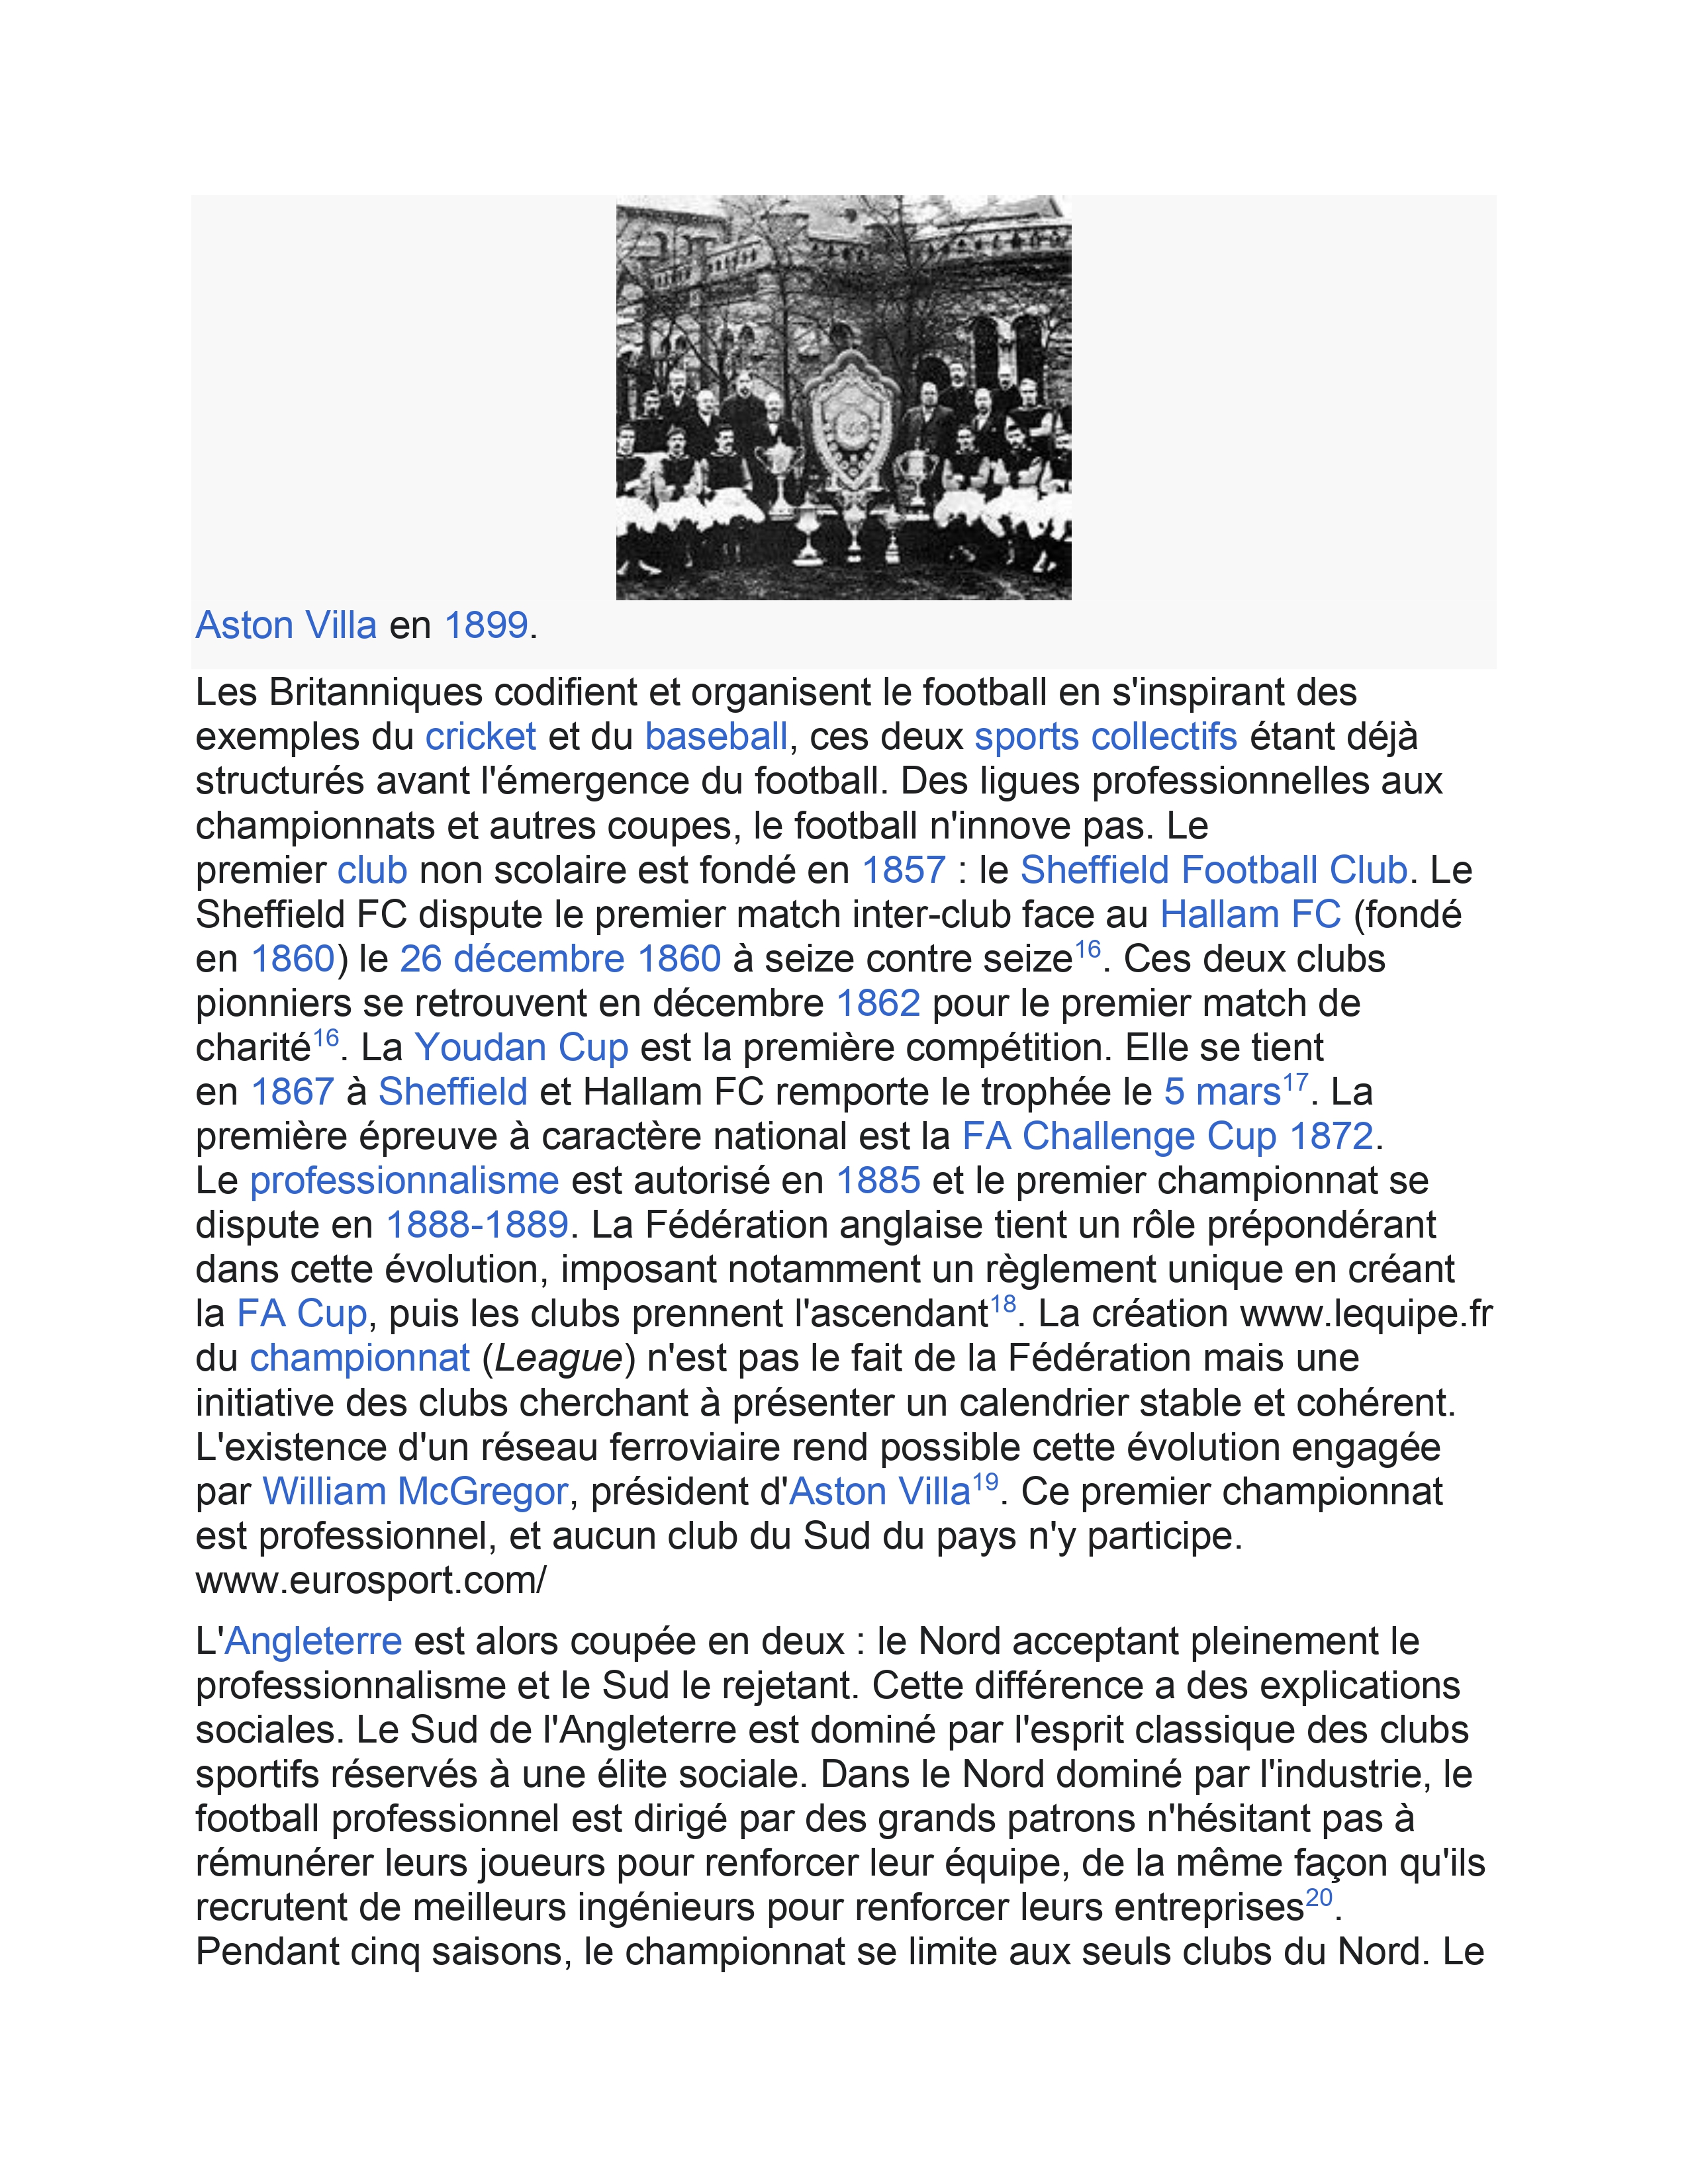 Aston Villa en 1899.
Les Britanniques codifient et organisent le football en s'inspirant des
exemples du cricket et du baseball, ces deux sports collectifs étant déjà
structurés avant l'émergence du football. Des ligues professionnelles aux
championnats et autres coupes, le football n'innove pas. Le
premier club non scolaire est fondé en 1857 : le Sheffield Football Club. Le
Sheffield FC dispute le premier match inter-club face au Hallam FC (fondé
en 1860) le 26 décembre 1860 à seize contre seize16. Ces deux clubs
pionniers se retrouvent en décembre 1862 pour le premier match de
charité16. La Youdan Cup est la première compétition. Elle se tient
en 1867 à Sheffield et Hallam FC remporte le trophée le 5 mars17. La
première épreuve à caractère national est la FA Challenge Cup 1872.
Le professionnalisme est autorisé en 1885 et le premier championnat se
dispute en 1888-1889. La Fédération anglaise tient un rôle prépondérant
dans cette évolution, imposant notamment un règlement unique en créant
la FA Cup, puis les clubs prennent l'ascendant18. La création www.lequipe.fr
du championnat (League) n'est pas le fait de la Fédération mais une
initiative des clubs cherchant à présenter un calendrier stable et cohérent.
L'existence d'un réseau ferroviaire rend possible cette évolution engagée
par William McGregor, président d'Aston Villa19. Ce premier championnat
est professionnel, et aucun club du Sud du pays n'y participe.
www.eurosport.com/
L'Angleterre est alors coupée en deux : le Nord acceptant pleinement le
professionnalisme et le Sud le rejetant. Cette différence a des explications
sociales. Le Sud de l'Angleterre est dominé par l'esprit classique des clubs
sportifs réservés à une élite sociale. Dans le Nord dominé par l'industrie, le
football professionnel est dirigé par des grands patrons n'hésitant pas à
rémunérer leurs joueurs pour renforcer leur équipe, de la même façon qu'ils
recrutent de meilleurs ingénieurs pour renforcer leurs entreprises20.
Pendant cinq saisons, le championnat se limite aux seuls clubs du Nord. Le